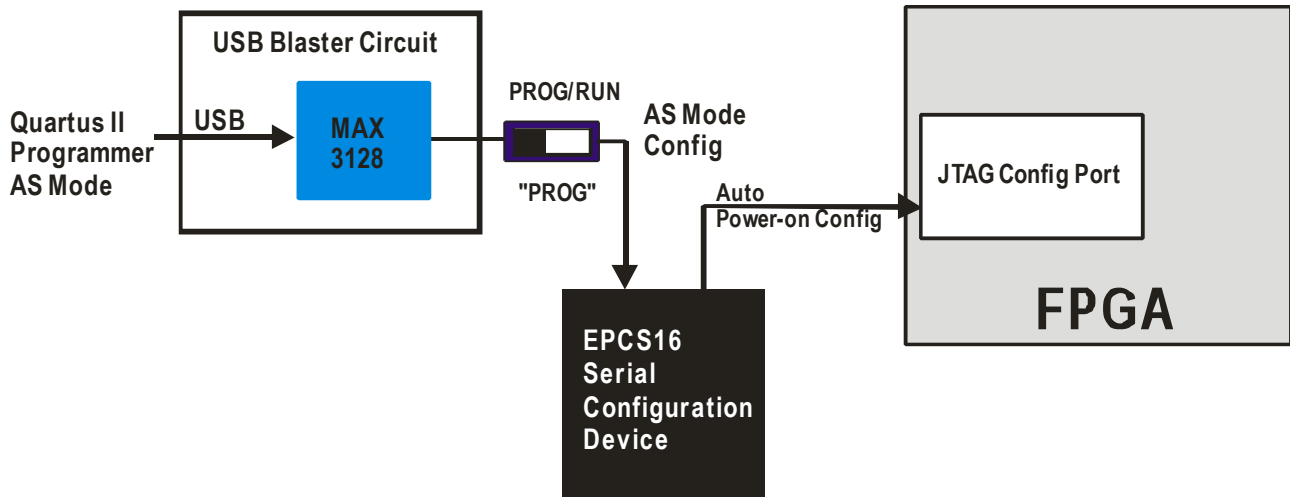 USB Blaster Circuit
Quartus II
Programmer
AS Mode
USB
MAX
3128
PROG/RUN
"PROG"
AS Mode
Config
Auto
Power-on Config
JTAG Config Port
FPGA
EPCS16
Serial
Configuration
Device